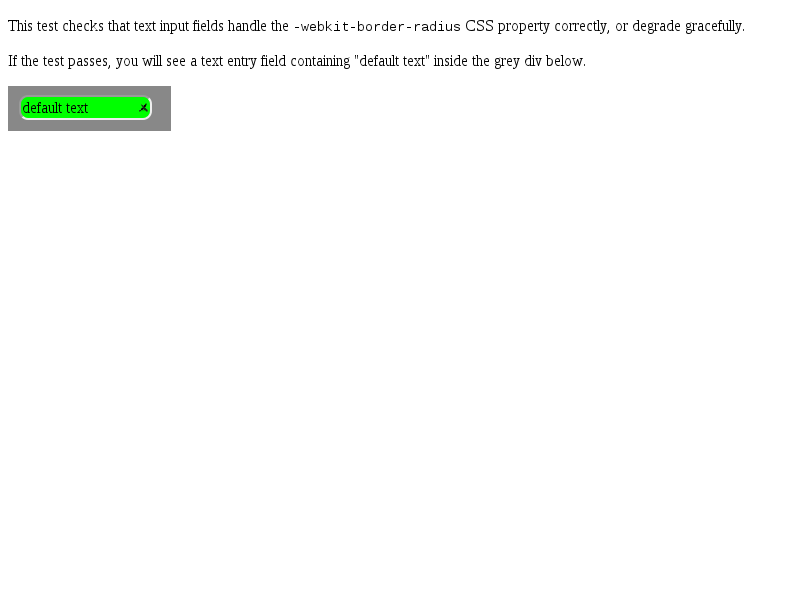 This test checks that text input fields handle the -webkit-border-radius CSS property correctly, or degrade gracefully.
If the test passes, you will see a text entry field containing "default text" inside the grey div below.
default text